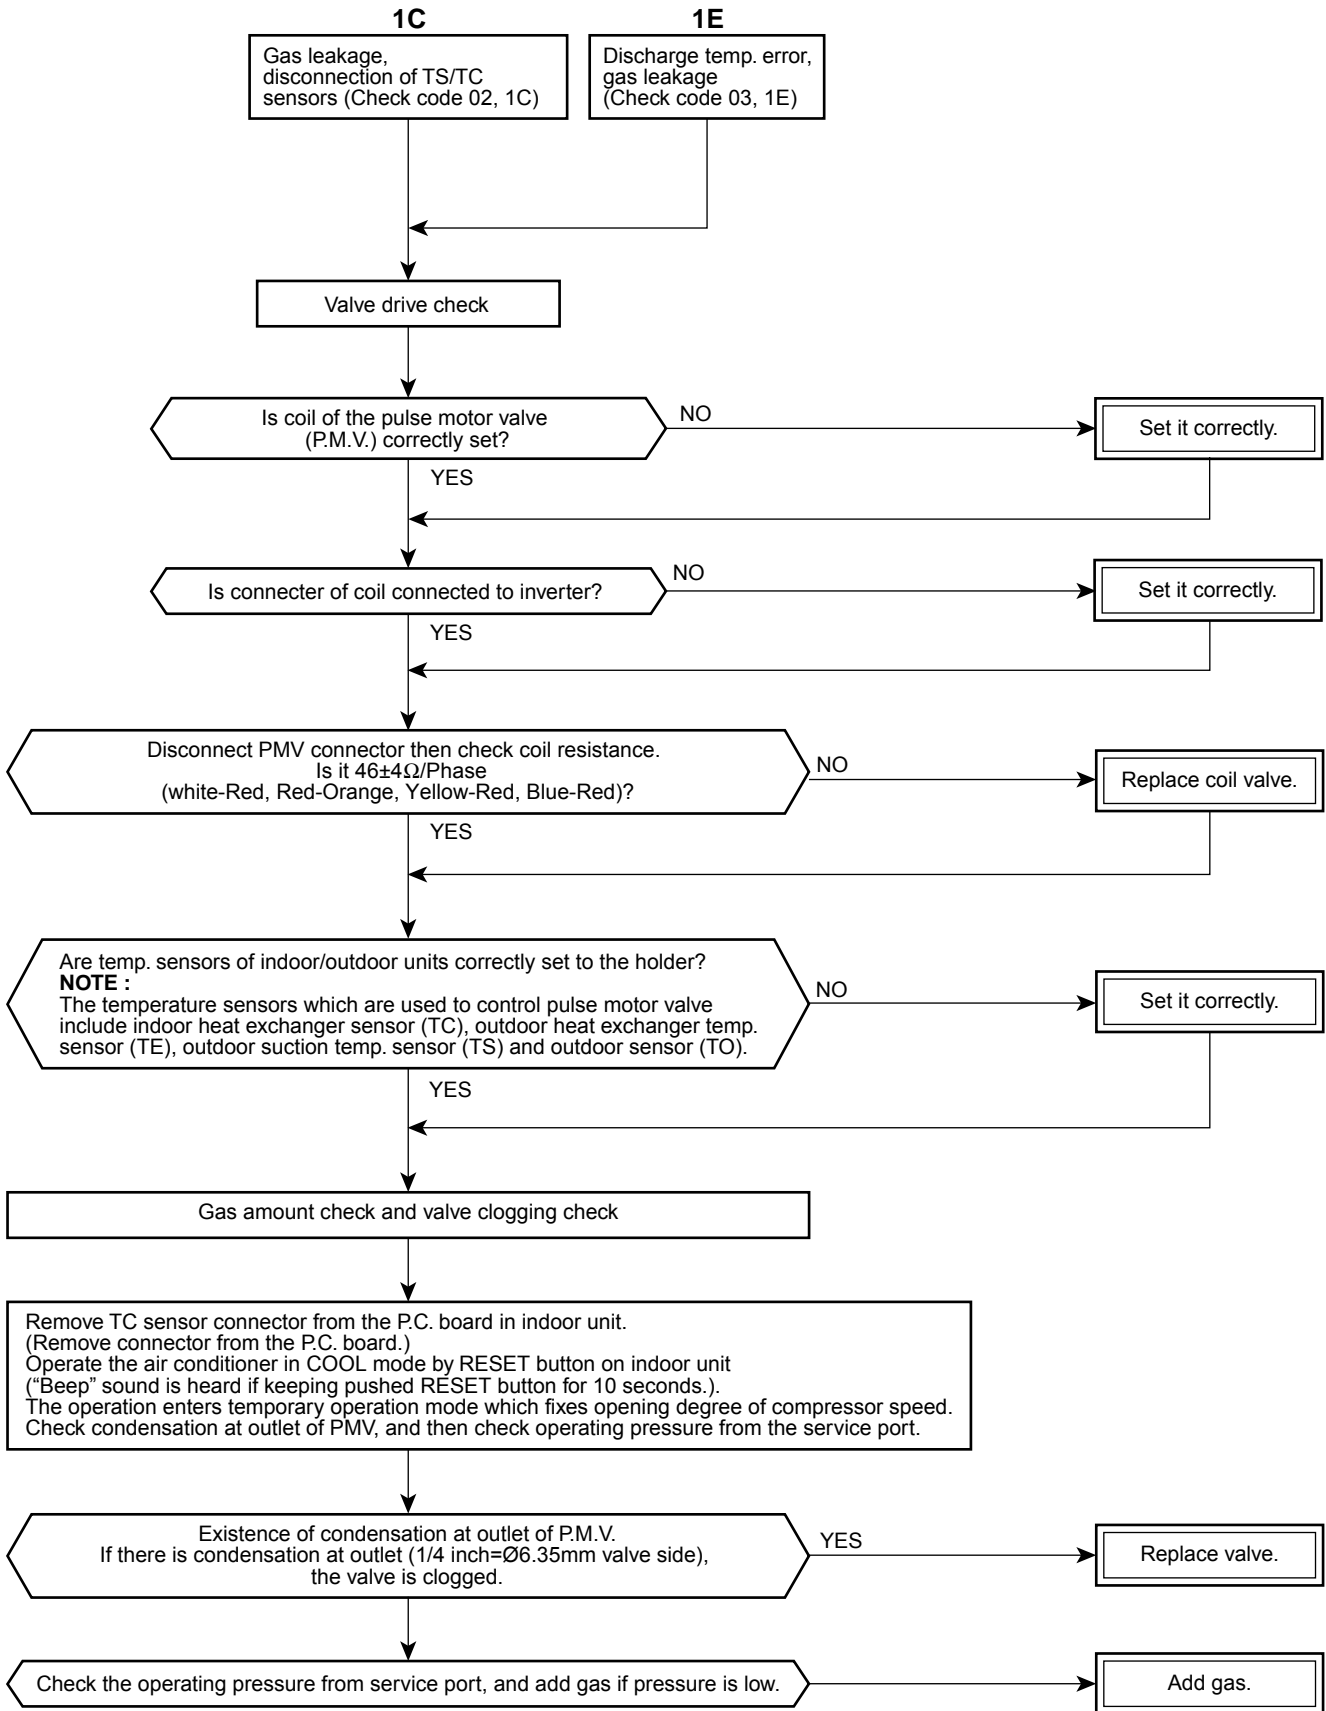 1C
1E
Gas leakage,
disconnection of TS/TC
sensors (Check code 02, 1C)
Discharge temp. error,
gas leakage
(Check code 03, 1E)
Valve drive check
Is coil of the pulse motor valve
(P.M.V.) correctly set?
NO
Set it correctly.
YES
Is connecter of coil connected to inverter?
NO
Set it correctly.
YES
Disconnect PMV connector then check coil resistance.
Is it 46±4Ω/Phase
(white-Red, Red-Orange, Yellow-Red, Blue-Red)?
NO
Replace coil valve.
YES
Are temp. sensors of indoor/outdoor units correctly set to the holder?
NOTE :
The temperature sensors which are used to control pulse motor valve
include indoor heat exchanger sensor (TC), outdoor heat exchanger temp.
sensor (TE), outdoor suction temp. sensor (TS) and outdoor sensor (TO).
NO
Set it correctly.
YES
Gas amount check and valve clogging check
Remove TC sensor connector from the P.C. board in indoor unit.
(Remove connector from the P.C. board.)
Operate the air conditioner in COOL mode by RESET button on indoor unit
(“Beep” sound is heard if keeping pushed RESET button for 10 seconds.).
The operation enters temporary operation mode which fixes opening degree of compressor speed.
Check condensation at outlet of PMV, and then check operating pressure from the service port.
Existence of condensation at outlet of P.M.V.
If there is condensation at outlet (1/4 inch=Ø6.35mm valve side),
the valve is clogged.
YES
Replace valve.
Check the operating pressure from service port, and add gas if pressure is low.
Add gas.